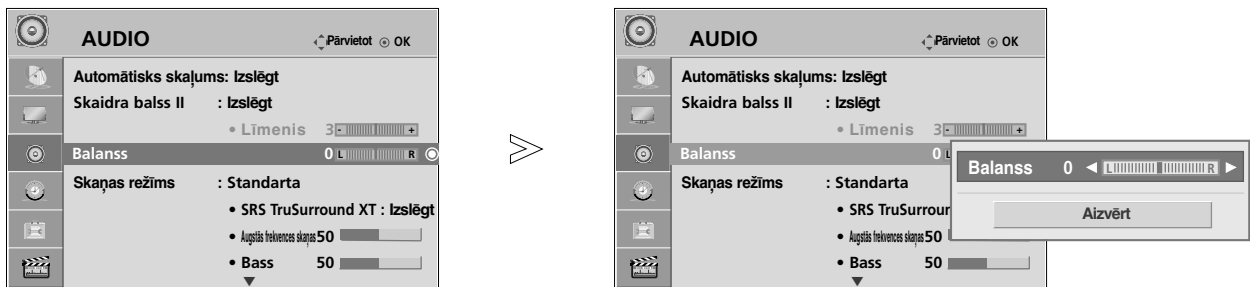 AUDIO
Pārvietot OK
Automātisks skaļums: Izslēgt
Skaidra balss II : Izslēgt
• Līmenis 3 - +
Balanss 0 L R
Skaņas režīms : Standarta
• SRS TruSurround XT : Izslēgt
• Augstās frekvences skaņas 50
• Bass 50
AUDIO
Pārvietot OK
Automātisks skaļums: Izslēgt
Skaidra balss II : Izslēgt
• Līmenis 3 - +
Balanss 0 L
Skaņas režīms : Standarta
• SRS TruSurrour
• Augstās frekvences skaņas 50
• Bass 50
Balanss 0 L R
Aizvērt